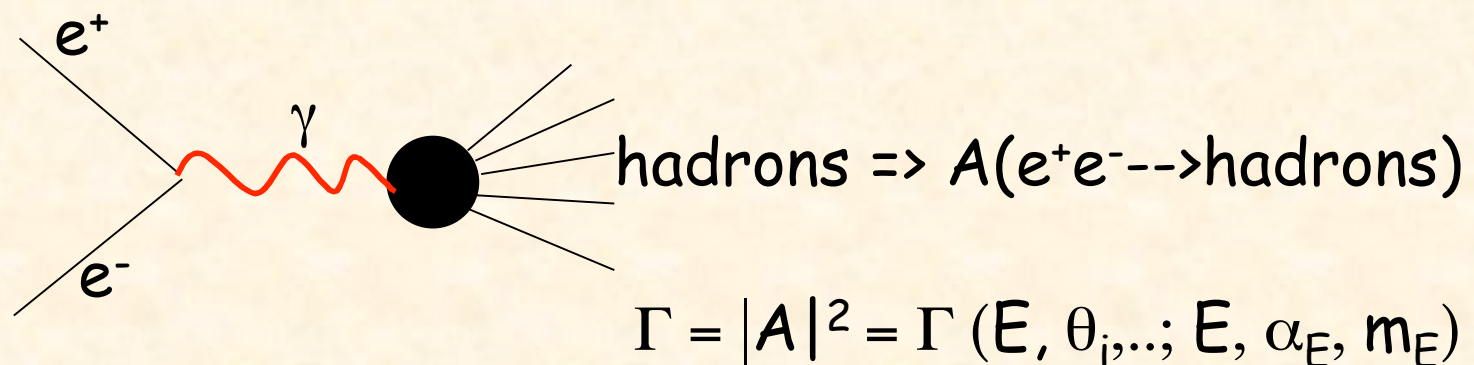 e⁺
γ
hadrons => A(e⁺e⁻-->hadrons)
e⁻
Γ = |A|² = Γ (E, θᵢ,..; E, α_E, m_E)